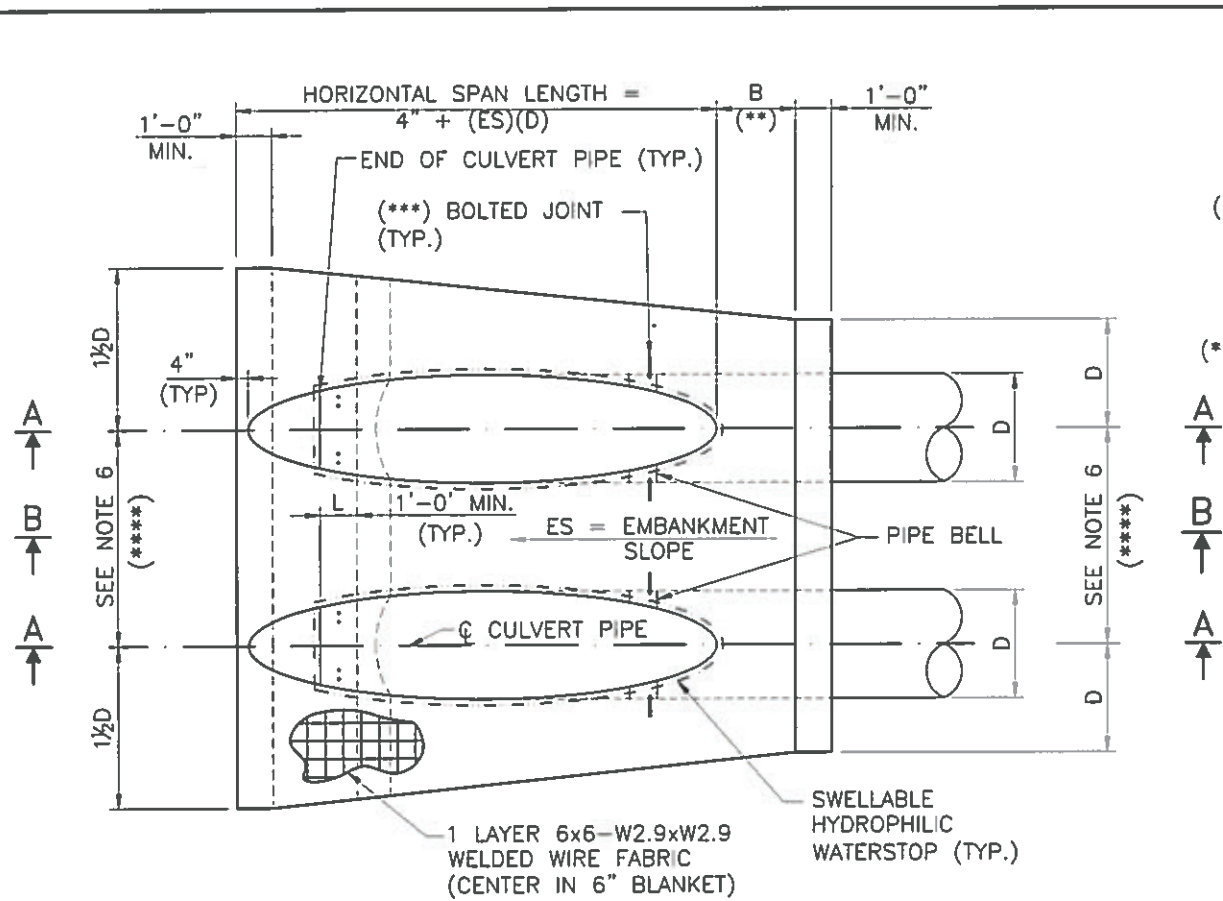 HORIZONTAL SPAN LENGTH =
4" + (ES)(D)
B
(**)
1'-0"
MIN.
1'-0"
MIN.
END OF CULVERT PIPE (TYP.)
(***) BOLTED JOINT
(TYP.)
(
(*
1½D
4"
(TYP)
D
D
A
A
SEE NOTE 6
(****)
L
1'-0' MIN.
(TYP.)
ES = EMBANKMENT
SLOPE
PIPE BELL
B
B
SEE NOTE 6
(****)
A
A
℄ CULVERT PIPE
D
D
1½D
1 LAYER 6x6-W2.9xW2.9
WELDED WIRE FABRIC
(CENTER IN 6" BLANKET)
SWELLABLE
HYDROPHILIC
WATERSTOP (TYP.)